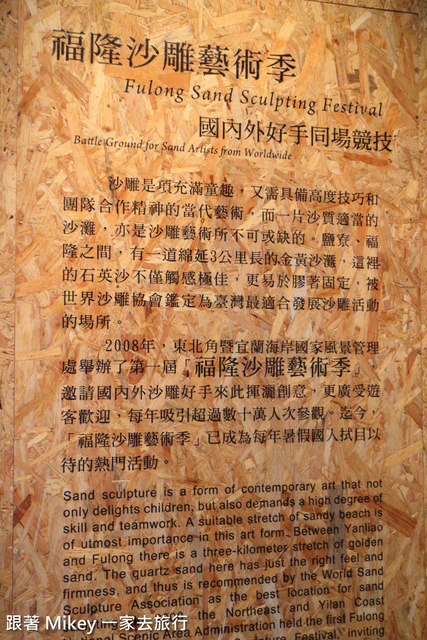 福隆沙雕藝術季
Fulong Sand Sculpting Festival
國內外好手同場競技
Battle Ground for Sand Artists from Worldwide
沙雕是項充滿童趣，又需具備高度技巧和
團隊合作精神的當代藝術，而一片沙質適當的
沙灘，亦是沙雕藝術所不可或缺的。鹽寮、福
隆之間，有一道綿延3公里長的金黃沙灘，這裡
的石英沙不僅觸感極佳，更易於膠著固定，被
世界沙雕協會鑑定為臺灣最適合發展沙雕活動
的場所。
2008年，東北角暨宜蘭海岸國家風景管理
處舉辦了第一屆「福隆沙雕藝術季」，
邀請國內外沙雕好手來此揮灑創意，更廣受遊
客歡迎，每年吸引超過數十萬人次參觀。迄今，
「福隆沙雕藝術季」已成為每年暑假國人拭目以
待的熱門活動。
Sand sculpture is a form of contemporary art that not
only delights children, but also demands a high degree of
skill and teamwork. A suitable stretch of sandy beach is
of utmost importance in this art form. Between Yanliao
and Fulong there is a three-kilometer stretch of golden
sand. The quartz sand here has just the right feel and
firmness, and thus is recommended by the World Sand
Sculpture Association as the best location for sand
the Northeast and Yilan Coast
Scenic Area Administration held the first Fulong
Festival, inviting
跟著 Mikey 一家去旅行